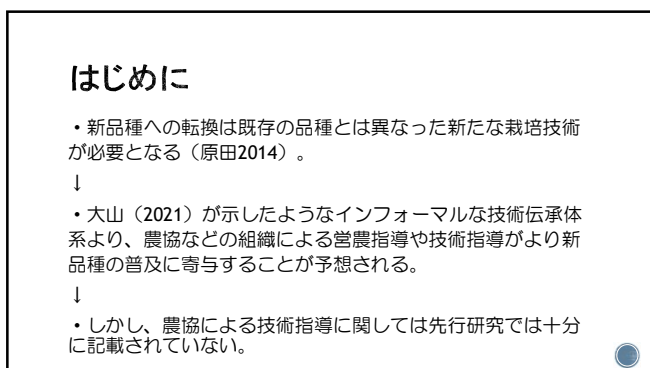 はじめに
・新品種への転換は既存の品種とは異なった新たな栽培技術
が必要となる（原田2014）。
↓
・大山（2021）が示したようなインフォーマルな技術伝承体
系より、農協などの組織による営農指導や技術指導がより新
品種の普及に寄与することが予想される。
↓
・しかし、農協による技術指導に関しては先行研究では十分
に記載されていない。